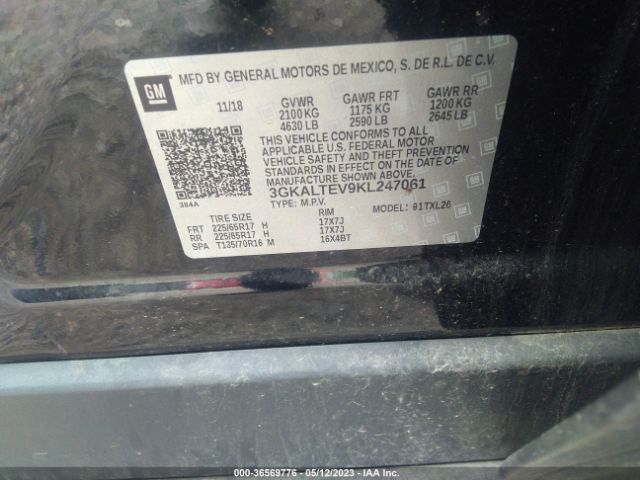 GM
MFD BY GENERAL MOTORS DE MEXICO, S. DE R.L. DE C.V.
11/18 GVWR GAWR FRT GAWR RR
2100 KG 1175 KG 1200 KG
4630 LB 2590 LB 2645 LB
THIS VEHICLE CONFORMS TO ALL
APPLICABLE U.S. FEDERAL MOTOR
VEHICLE SAFETY AND THEFT PREVENTION
STANDARDS IN EFFECT ON THE DATE OF
MANUFACTURE SHOWN ABOVE.
384A
3GKALTEV9KL247061
TYPE: M.P.V. MODEL: 91TXL26
TIRE SIZE RIM
FRT 225/65R17 H 17X7J
RR 225/65R17 H 17X7J
SPA T135/70R16 M 16X4BT
000-36569776 - 05/12/2023 - IAA Inc.